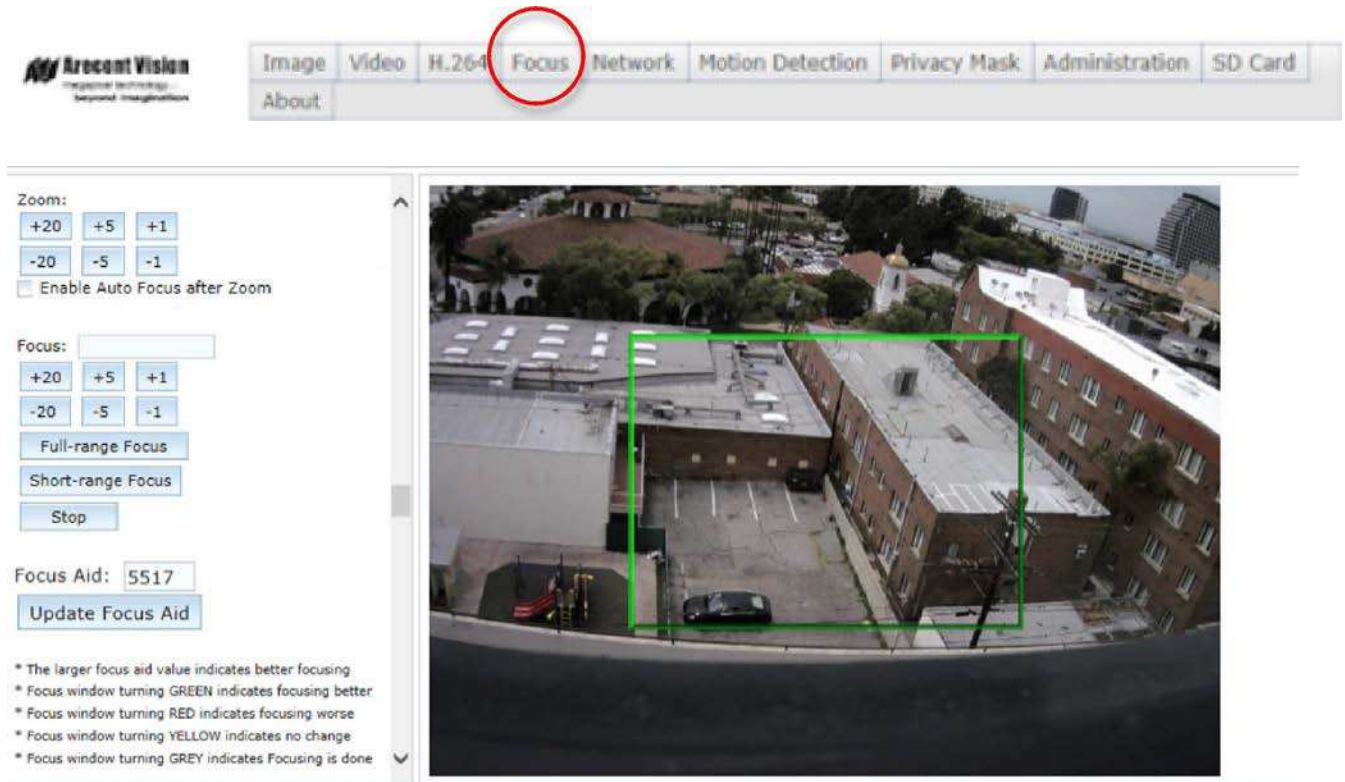 Arecont Vision
megapixel technology...
beyond imagination
Image Video H.264 Focus Network Motion Detection Privacy Mask Administration SD Card
About
Zoom:
+20 +5 +1
-20 -5 -1
Enable Auto Focus after Zoom
Focus:
+20 +5 +1
-20 -5 -1
Full-range Focus
Short-range Focus
Stop
Focus Aid: 5517
Update Focus Aid
* The larger focus aid value indicates better focusing
* Focus window turning GREEN indicates focusing better
* Focus window turning RED indicates focusing worse
* Focus window turning YELLOW indicates no change
* Focus window turning GREY indicates Focusing is done